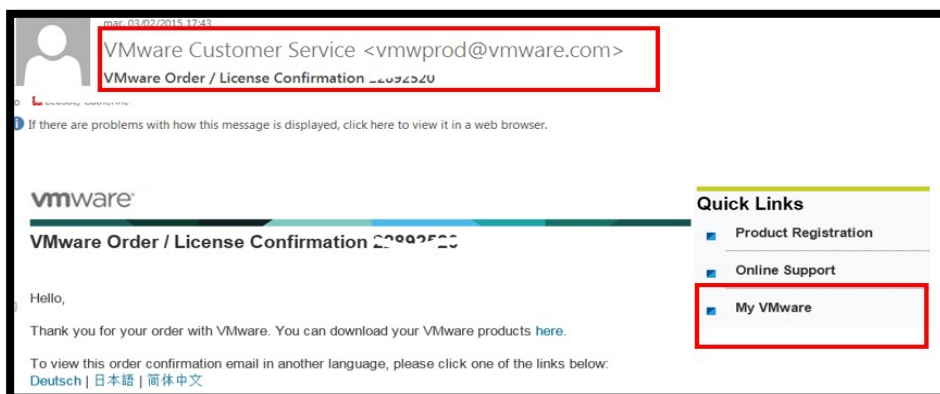 mar. 03/02/2015 17:43
VMware Customer Service <vmwprod@vmware.com>
VMware Order / License Confirmation
If there are problems with how this message is displayed, click here to view it in a web browser.
vmware
VMware Order / License Confirmation
Hello,
Thank you for your order with VMware. You can download your VMware products here.
To view this order confirmation email in another language, please click one of the links below:
Deutsch | 日本語 | 简体中文
Quick Links
Product Registration
Online Support
My VMware